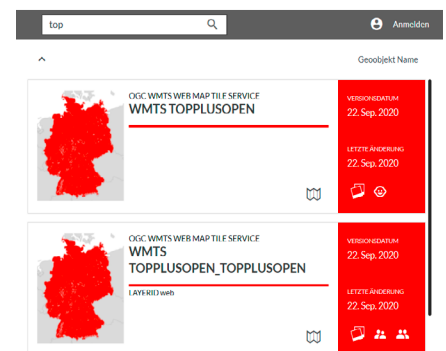 top
Anmelden
Geoobjekt Name
OGC WMTS WEB MAP TILE SERVICE
WMTS TOPPLUSOPEN
VERSIONSDATUM
22. Sep. 2020
LETZTE ÄNDERUNG
22. Sep. 2020
OGC WMTS WEB MAP TILE SERVICE
WMTS
TOPPLUSOPEN_TOPPLUSOPEN
LAYERID web
VERSIONSDATUM
22. Sep. 2020
LETZTE ÄNDERUNG
22. Sep. 2020